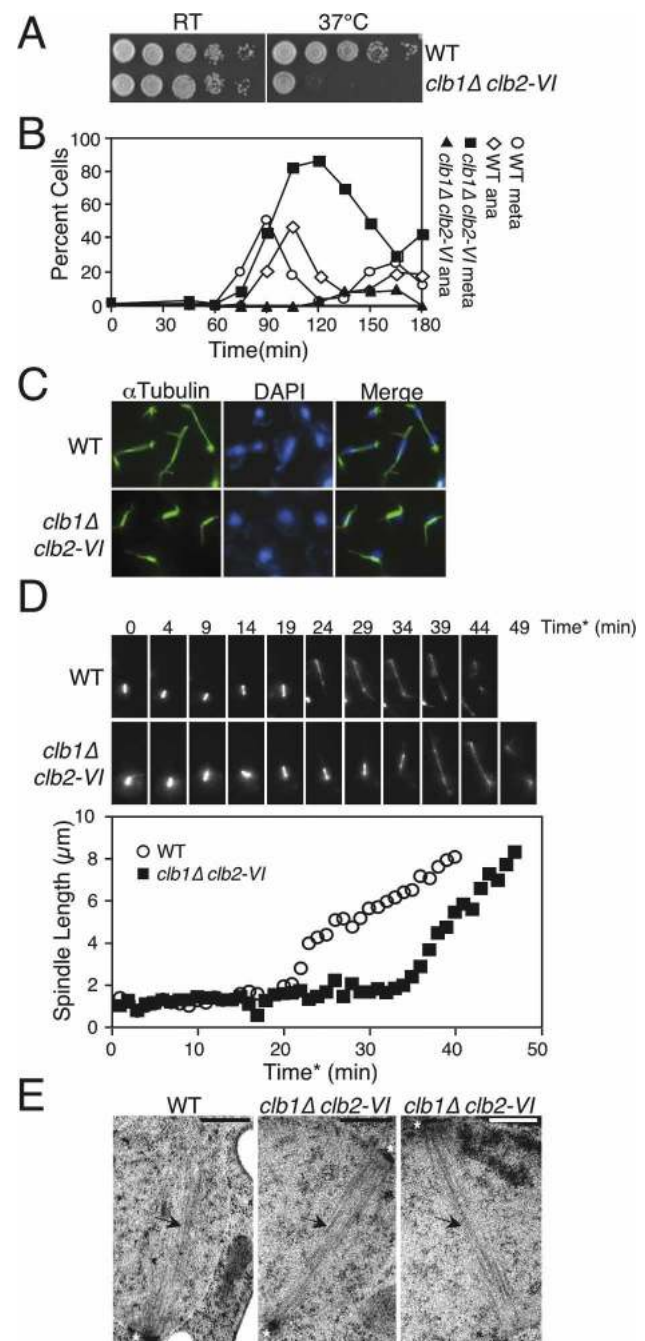 A
RT 37°C
WT
clb1Δ clb2-VI
B
Percent Cells
100
80
60
40
20
0
0 30 60 90 120 150 180
Time(min)
WT meta
WT ana
clb1Δ clb2-VI meta
clb1Δ clb2-VI ana
C
αTubulin DAPI Merge
WT
clb1Δ
clb2-VI
D
0 4 9 14 19 24 29 34 39 44 49 Time* (min)
WT
clb1Δ
clb2-VI
Spindle Length (μm)
10
8
6
4
2
0
WT
clb1Δ clb2-VI
0 10 20 30 40 50
Time* (min)
E
WT clb1Δ clb2-VI clb1Δ clb2-VI